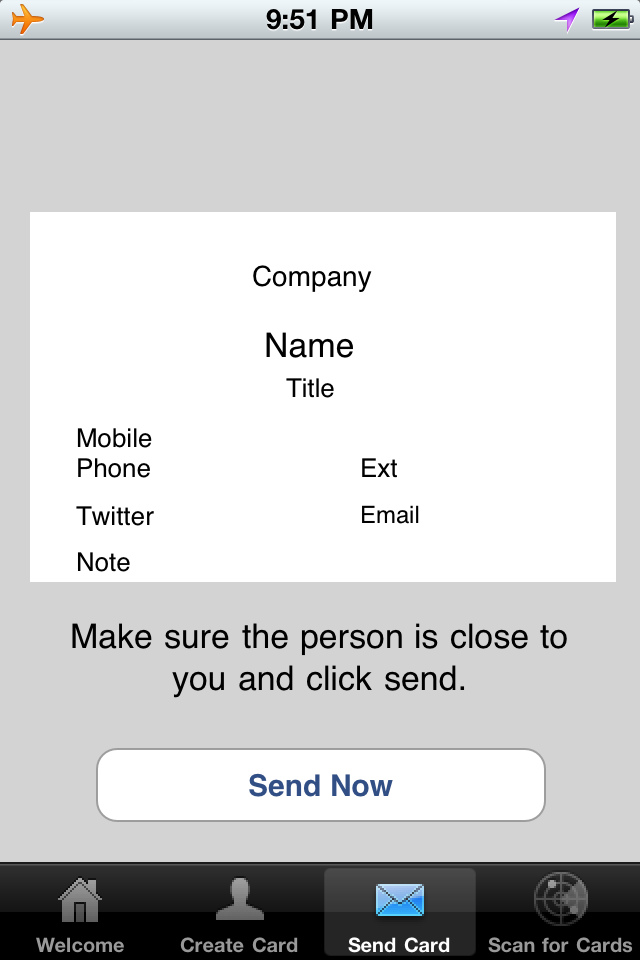 9:51 PM
Company
Name
Title
Mobile
Phone Ext
Twitter Email
Note
Make sure the person is close to
you and click send.
Send Now
Welcome Create Card Send Card Scan for Cards